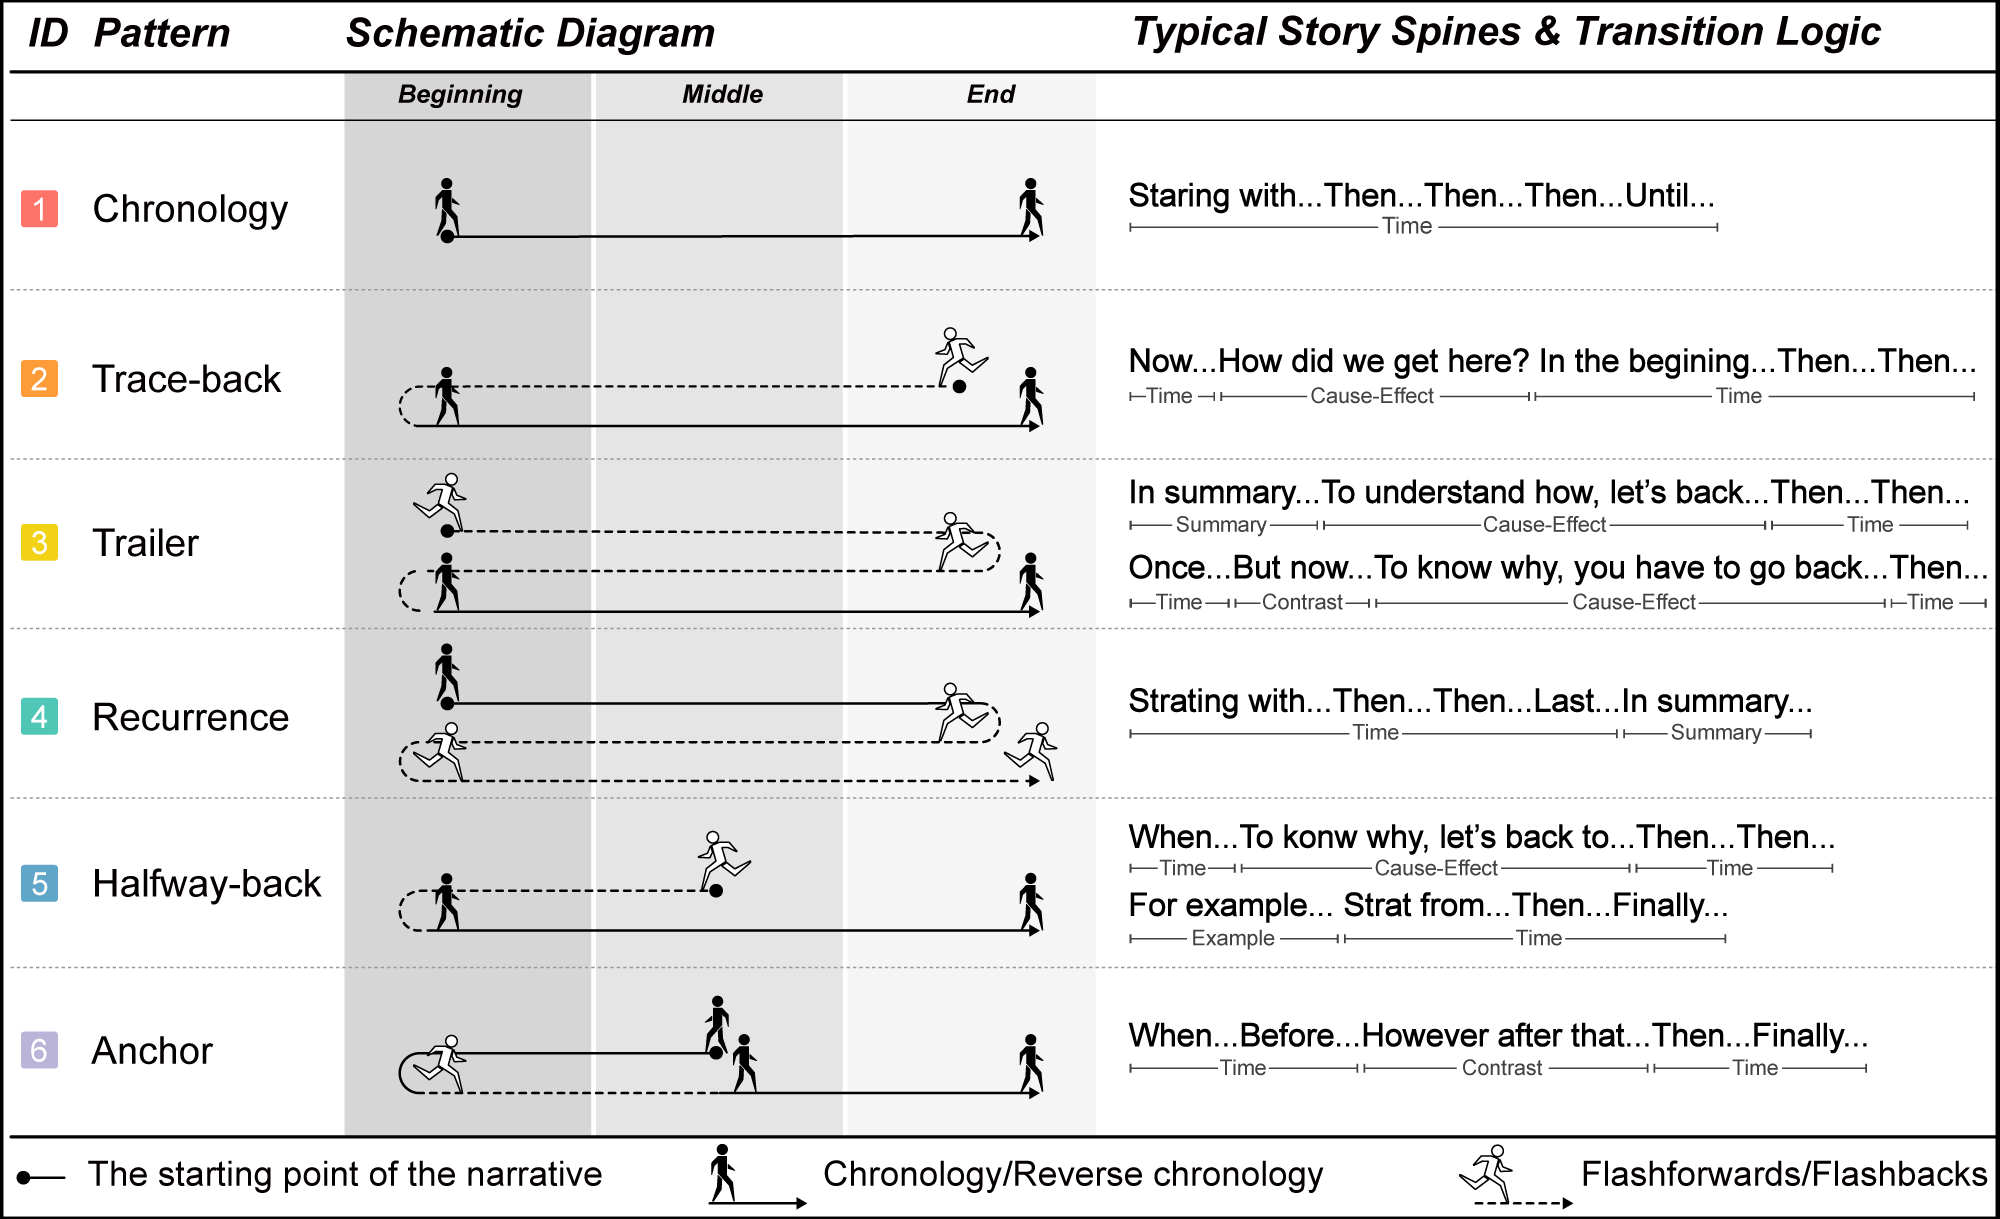 ID Pattern Schematic Diagram Typical Story Spines & Transition Logic
Beginning Middle End
1 Chronology
Staring with...Then...Then...Then...Until...
Time
2 Trace-back
Now...How did we get here? In the begining...Then...Then...
Time Cause-Effect Time
3 Trailer
In summary...To understand how, let's back...Then...Then...
Summary Cause-Effect Time
Once...But now...To know why, you have to go back...Then...
Time Contrast Cause-Effect Time
4 Recurrence
Strating with...Then...Then...Last...In summary...
Time Summary
5 Halfway-back
When...To konw why, let's back to...Then...Then...
Time Cause-Effect Time
For example... Strat from...Then...Finally...
Example Time
6 Anchor
When...Before...However after that...Then...Finally...
Time Contrast Time
The starting point of the narrative Chronology/Reverse chronology Flashforwards/Flashbacks